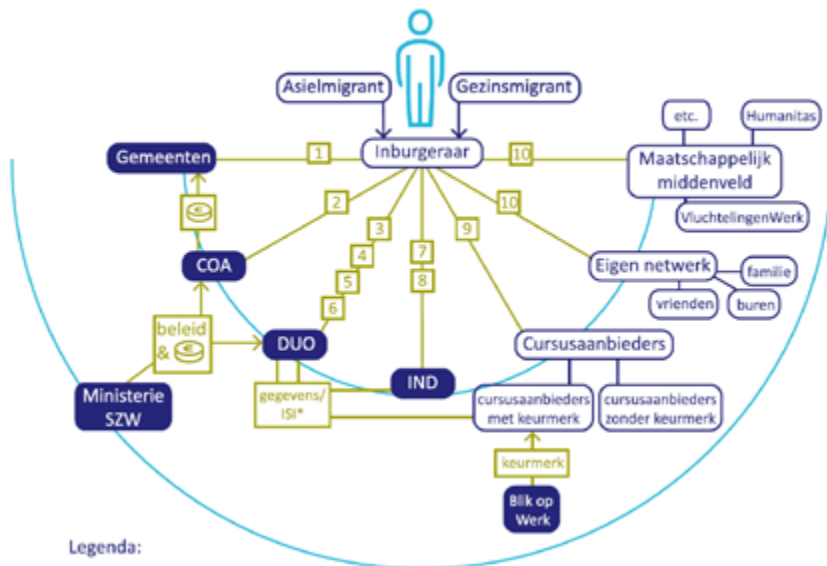 Asielmigrant
Gezinsmigrant
etc.
Humanitas
Gemeenten
1
Inburgeraar
10
Maatschappelijk
middenveld
2
3
7
9
10
VluchtelingenWerk
4
8
COA
5
Eigen netwerk
familie
6
vrienden
buren
beleid
& €
DUO
Cursusaanbieders
Ministerie
SZW
gegevens/
ISI*
IND
cursusaanbieders
met keurmerk
cursusaanbieders
zonder keurmerk
keurmerk
Blik op
Werk
Legenda: